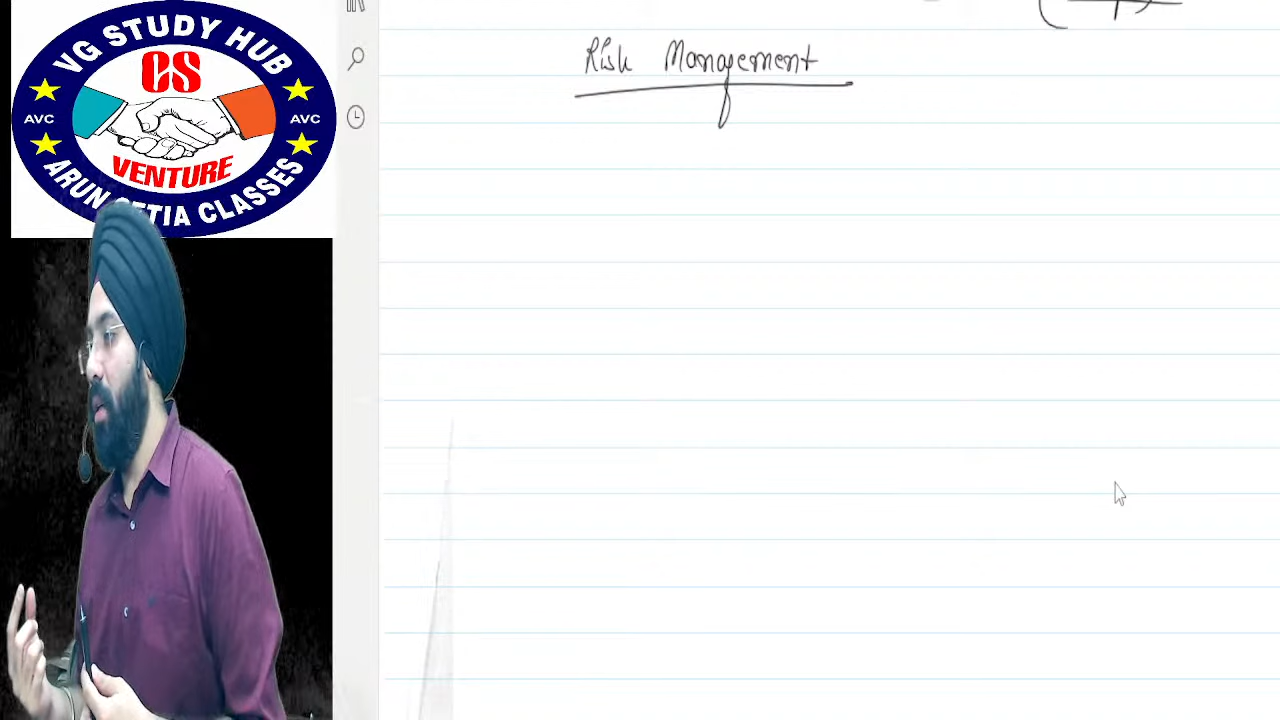 VG STUDY HUB
CS
AVC
AVC
VENTURE
ARUN SETIA CLASSES
Risk Management